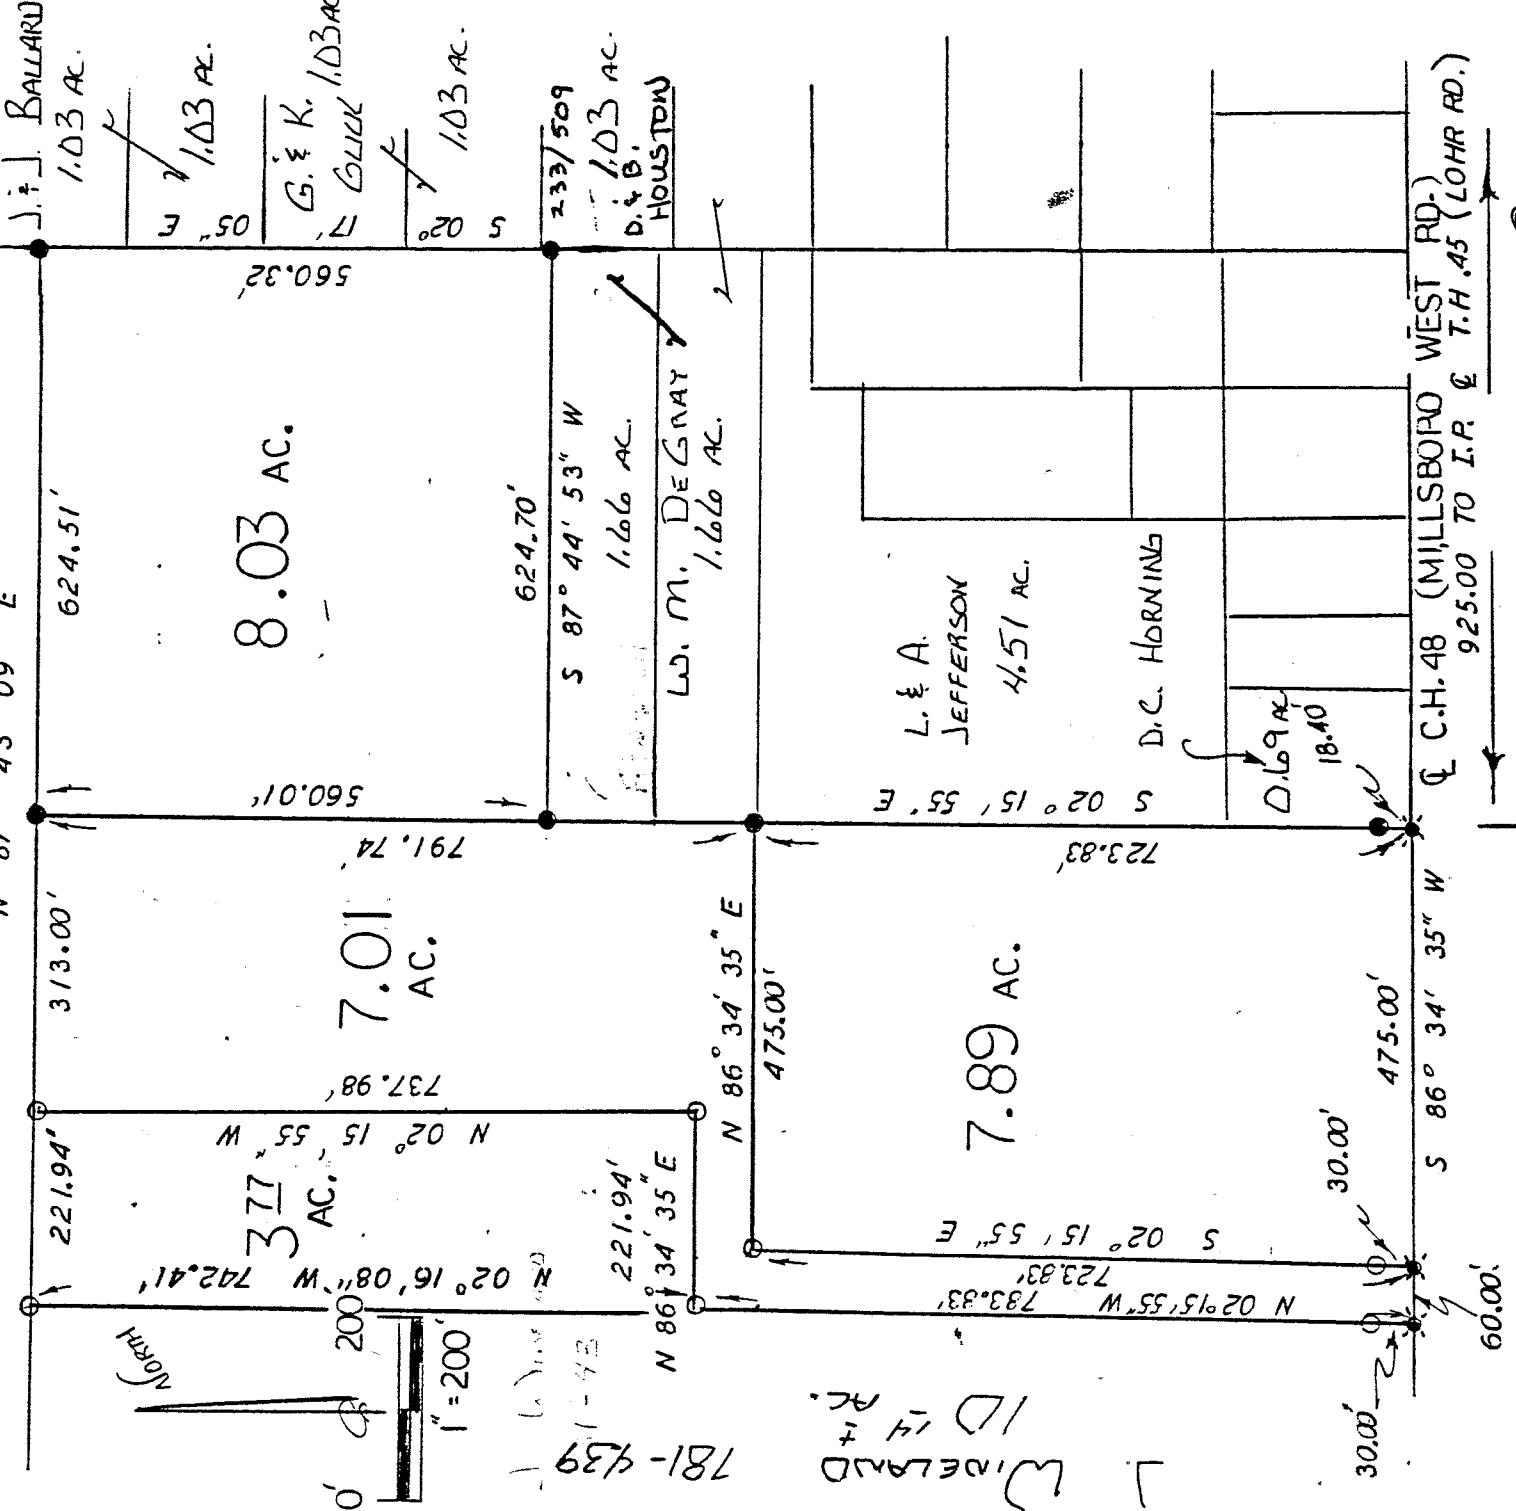 J. & J. BALLARD
1.03 AC.
1.03 AC.
G. & K.
GLICK 1.03 AC
1.03 AC.
233/509
1.03 AC.
D. & B.
HOUSTON
S 02° 17' 05" E
560.32'
N 87° 43' 09" E
624.51'
8.03 AC.
560.01'
624.70'
S 87° 44' 53" W
1.66 AC.
W. M. DEGRAY
1.66 AC.
313.00'
7.01
AC.
791.74'
737.98'
N 02° 15' 55" W
221.94'
3.77
AC.
N 02° 16' 08" W 742.41'
221.94'
N 86° 34' 35" E
N 86° 34' 35" E
475.00'
7.89 AC.
S 02° 15' 55" E
723.83'
L. & A.
JEFFERSON
4.51 AC.
D.C. HORNING
0.69 AC
18.40'
S 02° 15' 55" E
723.83'
N 02° 15' 55" W 783.83'
475.00'
S 86° 34' 35" W
30.00'
30.00'
60.00'
℄ C.H. 48 (MILLSBORO WEST RD.)
925.00 TO I.P. ℄ T.H. 45 (LOHR RD.)
NORTH
0' 200'
1" = 200'
781-439
J WINELAND
10 ± AC.